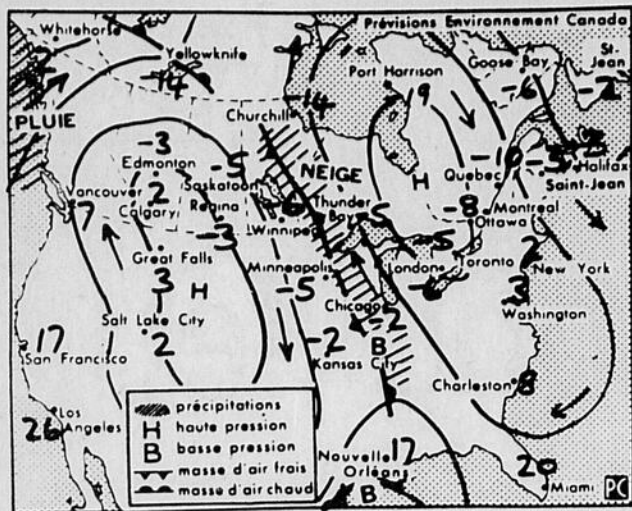 Prévisions Environnement Canada
Whitehorse
Yellowknife
-14
PLUIE
Port Harrison
9
Goose Bay
-6
St-
Jean
-2
Churchill
-14
NEIGE
-3
Edmonton
-5
Saskatoon
Vancouver
7
2
Calgary
Regina
-3
Winnipeg
-6
Thunder
Bay
-5
H
Quebec
-10
-8
Montreal
Ottawa
-5
Halifax
Saint-Jean
Great Falls
3
H
Minneapolis
-5
London
-5
Toronto
2
New York
3
Washington
Chicago
-2
B
Salt Lake City
2
17
San Francisco
-2
Kansas City
Charleston
8
26
Los
Angeles
précipitations
H haute pression
B basse pression
masse d'air frais
masse d'air chaud
Nouvelle
Orléans
17
B
20
Miami
PC